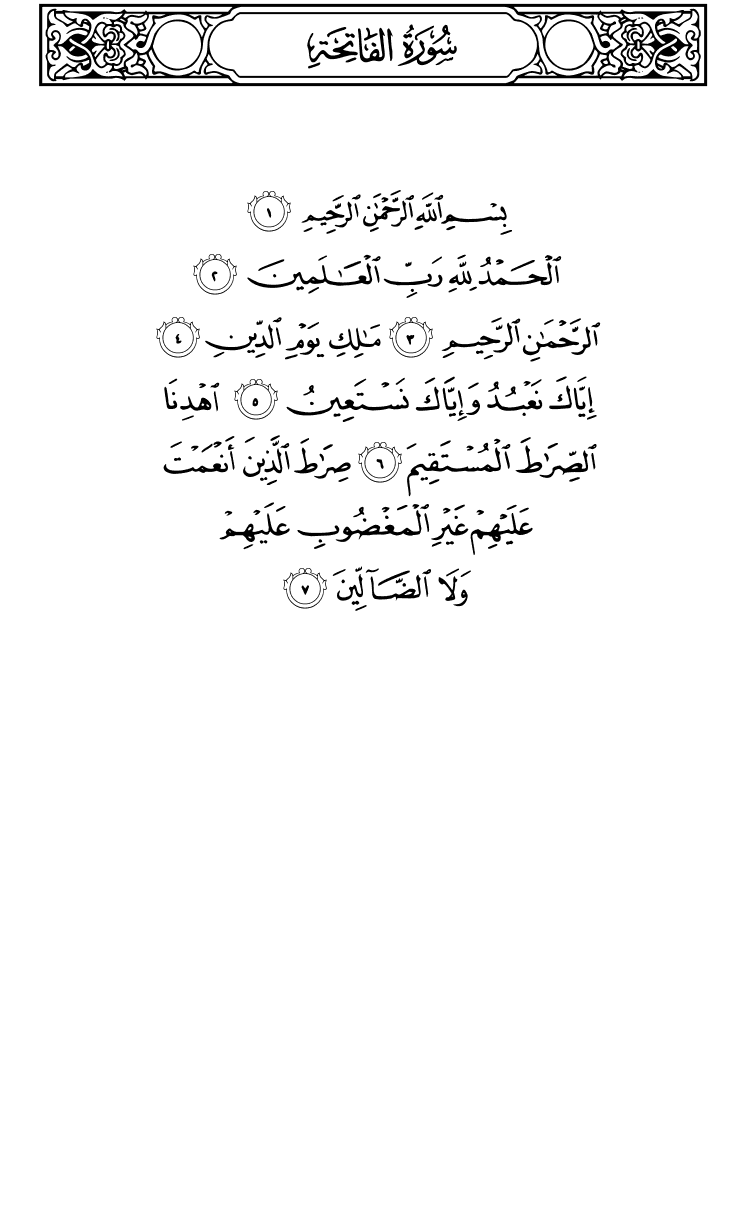 سُورَةُ الفَاتِحَةِ
بِسْمِ ٱللَّهِ ٱلرَّحْمَٰنِ ٱلرَّحِيمِ ١
ٱلْحَمْدُ لِلَّهِ رَبِّ ٱلْعَٰلَمِينَ ٢
ٱلرَّحْمَٰنِ ٱلرَّحِيمِ ٣ مَٰلِكِ يَوْمِ ٱلدِّينِ ٤
إِيَّاكَ نَعْبُدُ وَإِيَّاكَ نَسْتَعِينُ ٥ ٱهْدِنَا
ٱلصِّرَٰطَ ٱلْمُسْتَقِيمَ ٦ صِرَٰطَ ٱلَّذِينَ أَنْعَمْتَ
عَلَيْهِمْ غَيْرِ ٱلْمَغْضُوبِ عَلَيْهِمْ
وَلَا ٱلضَّآلِّينَ ٧